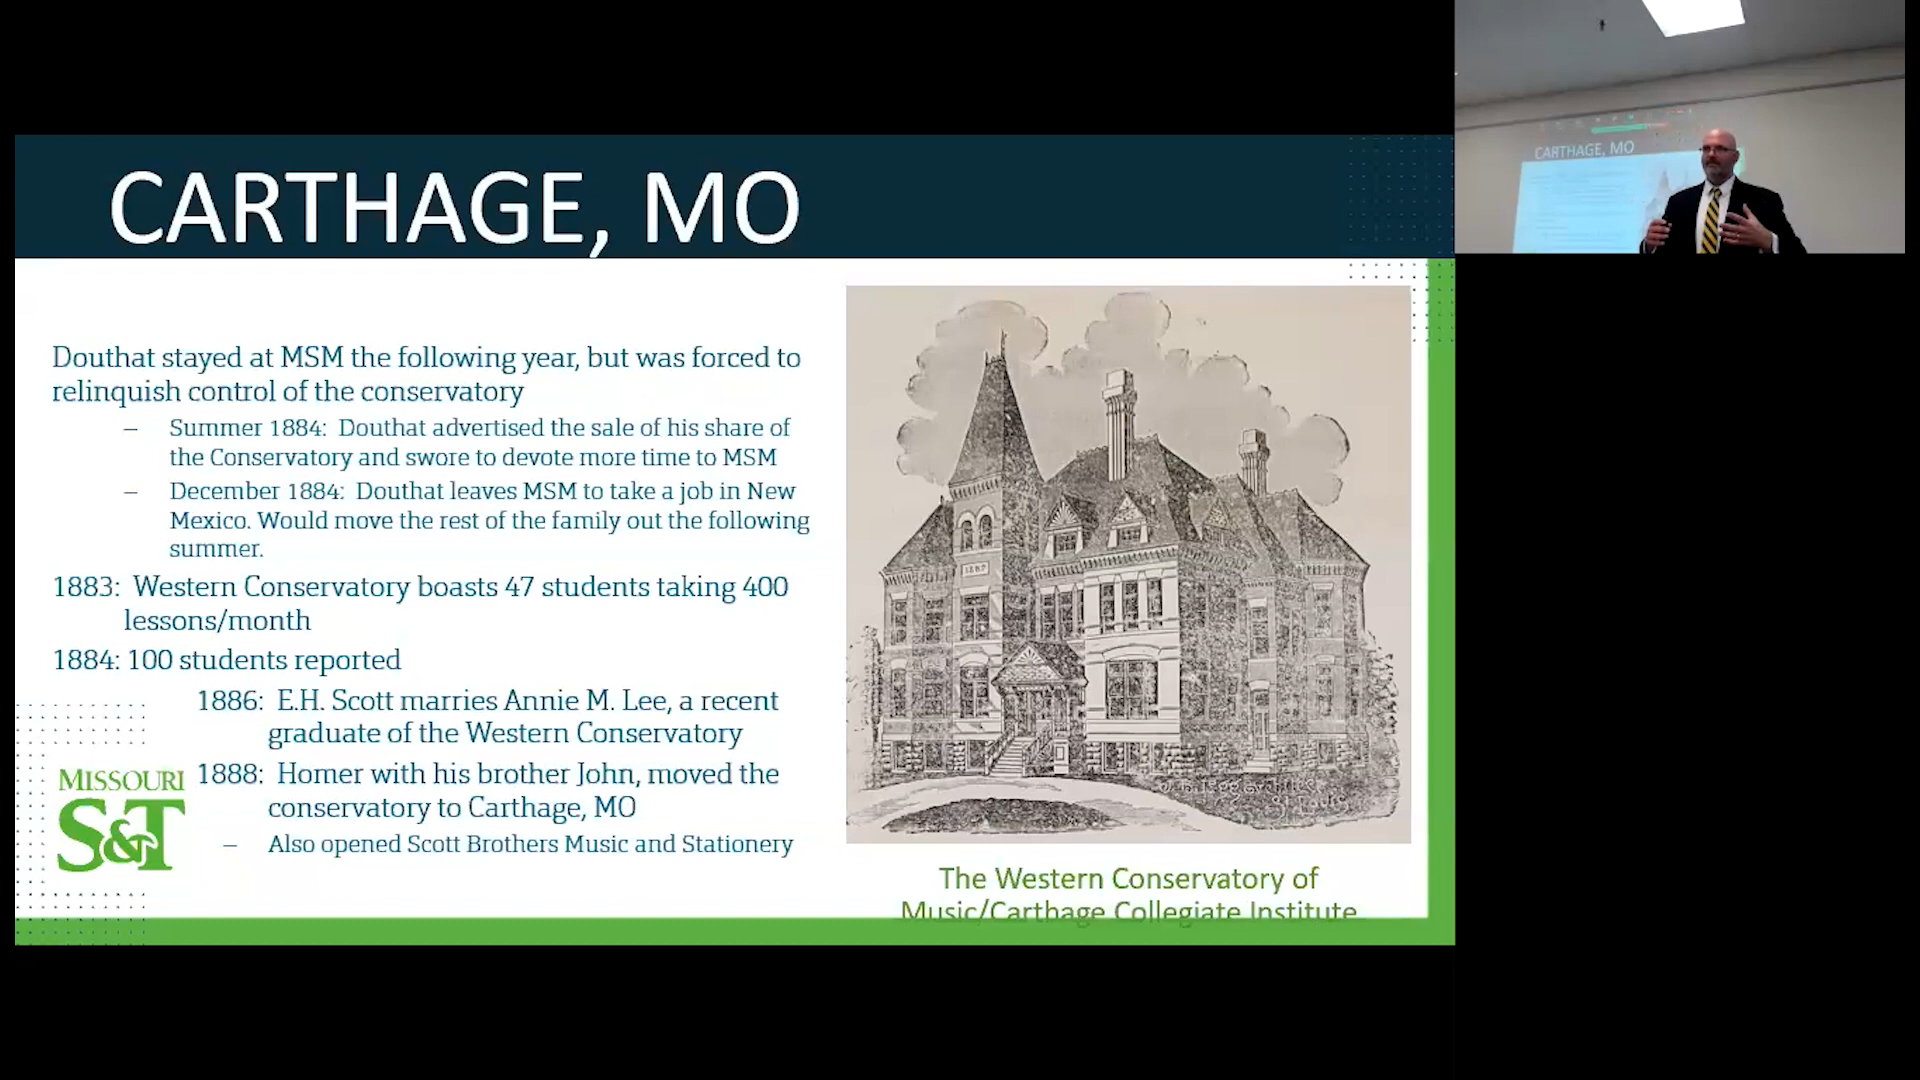 CARTHAGE, MO
Douthat stayed at MSM the following year, but was forced to
relinquish control of the conservatory
– Summer 1884: Douthat advertised the sale of his share of
the Conservatory and swore to devote more time to MSM
– December 1884: Douthat leaves MSM to take a job in New
Mexico. Would move the rest of the family out the following
summer.
1883: Western Conservatory boasts 47 students taking 400
lessons/month
1884: 100 students reported
1886: E.H. Scott marries Annie M. Lee, a recent
graduate of the Western Conservatory
1888: Homer with his brother John, moved the
conservatory to Carthage, MO
– Also opened Scott Brothers Music and Stationery
MISSOURI
S&T
The Western Conservatory of
Music/Carthage Collegiate Institute
CARTHAGE, MO